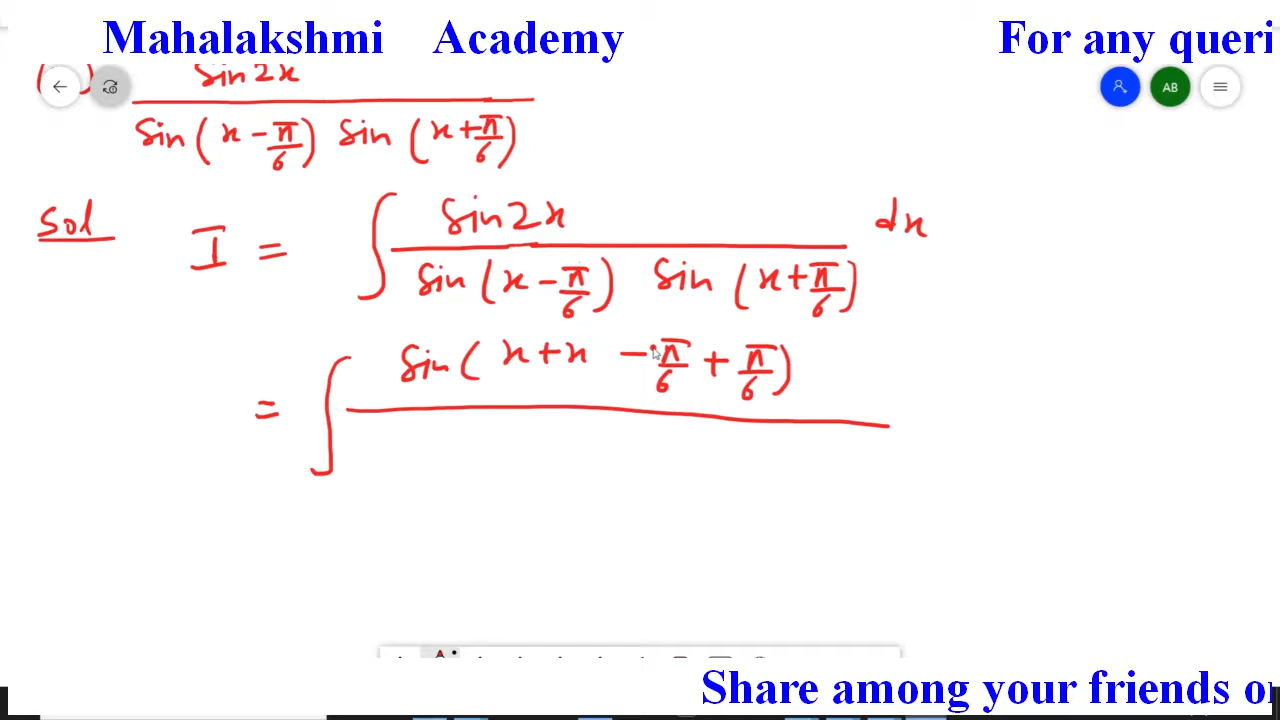 Mahalakshmi Academy For any queri
sin 2x
sin(x - π/6) sin(x + π/6)
Sol I = ∫ sin 2x / sin(x - π/6) sin(x + π/6) dx
= ∫ sin(x + x - π/6 + π/6)
AB
Share among your friends o